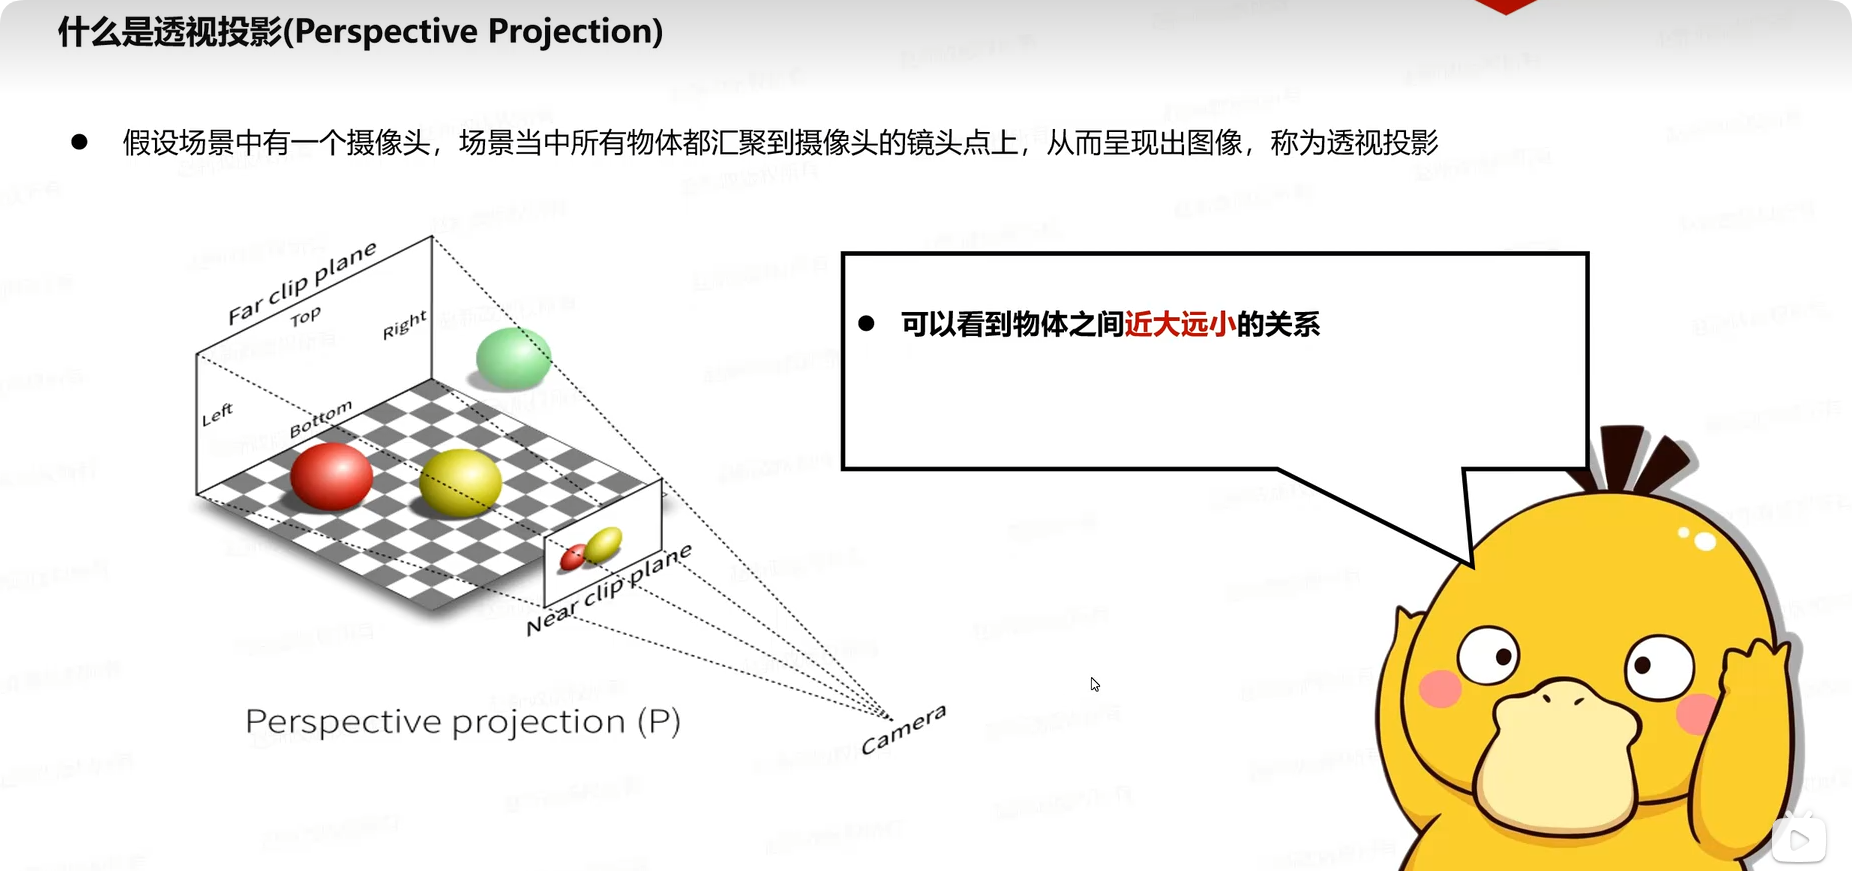 什么是透视投影(Perspective Projection)
● 假设场景中有一个摄像头，场景当中所有物体都汇聚到摄像头的镜头点上，从而呈现出图像，称为透视投影
Far clip plane
Top
Right
Left
Bottom
● 可以看到物体之间近大远小的关系
Near clip plane
Perspective projection (P)
Camera